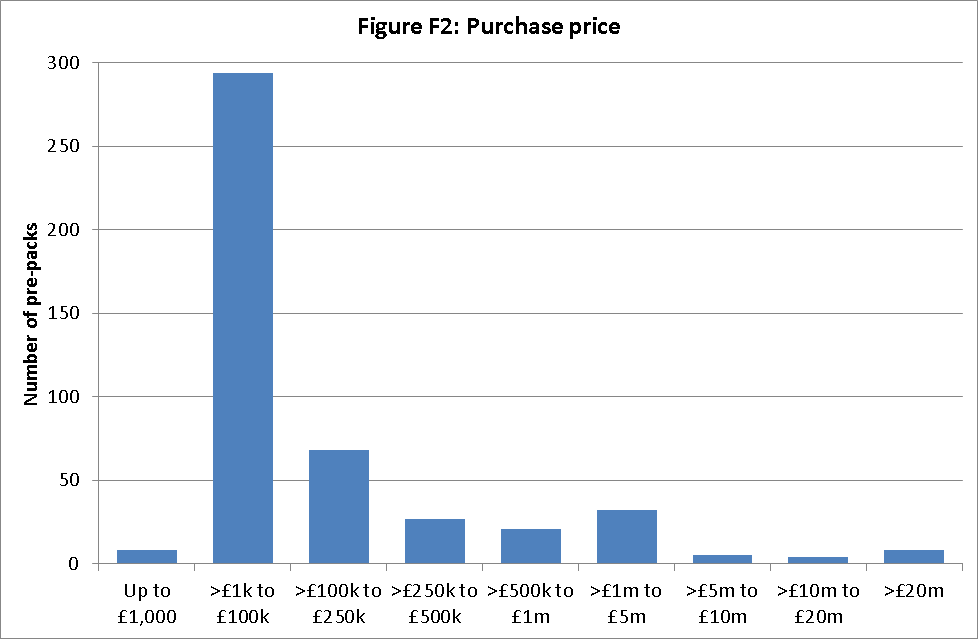 Figure F2: Purchase price
Number of pre-packs
300
250
200
150
100
50
0
Up to £1,000
>£1k to £100k
>£100k to £250k
>£250k to £500k
>£500k to £1m
>£1m to £5m
>£5m to £10m
>£10m to £20m
>£20m